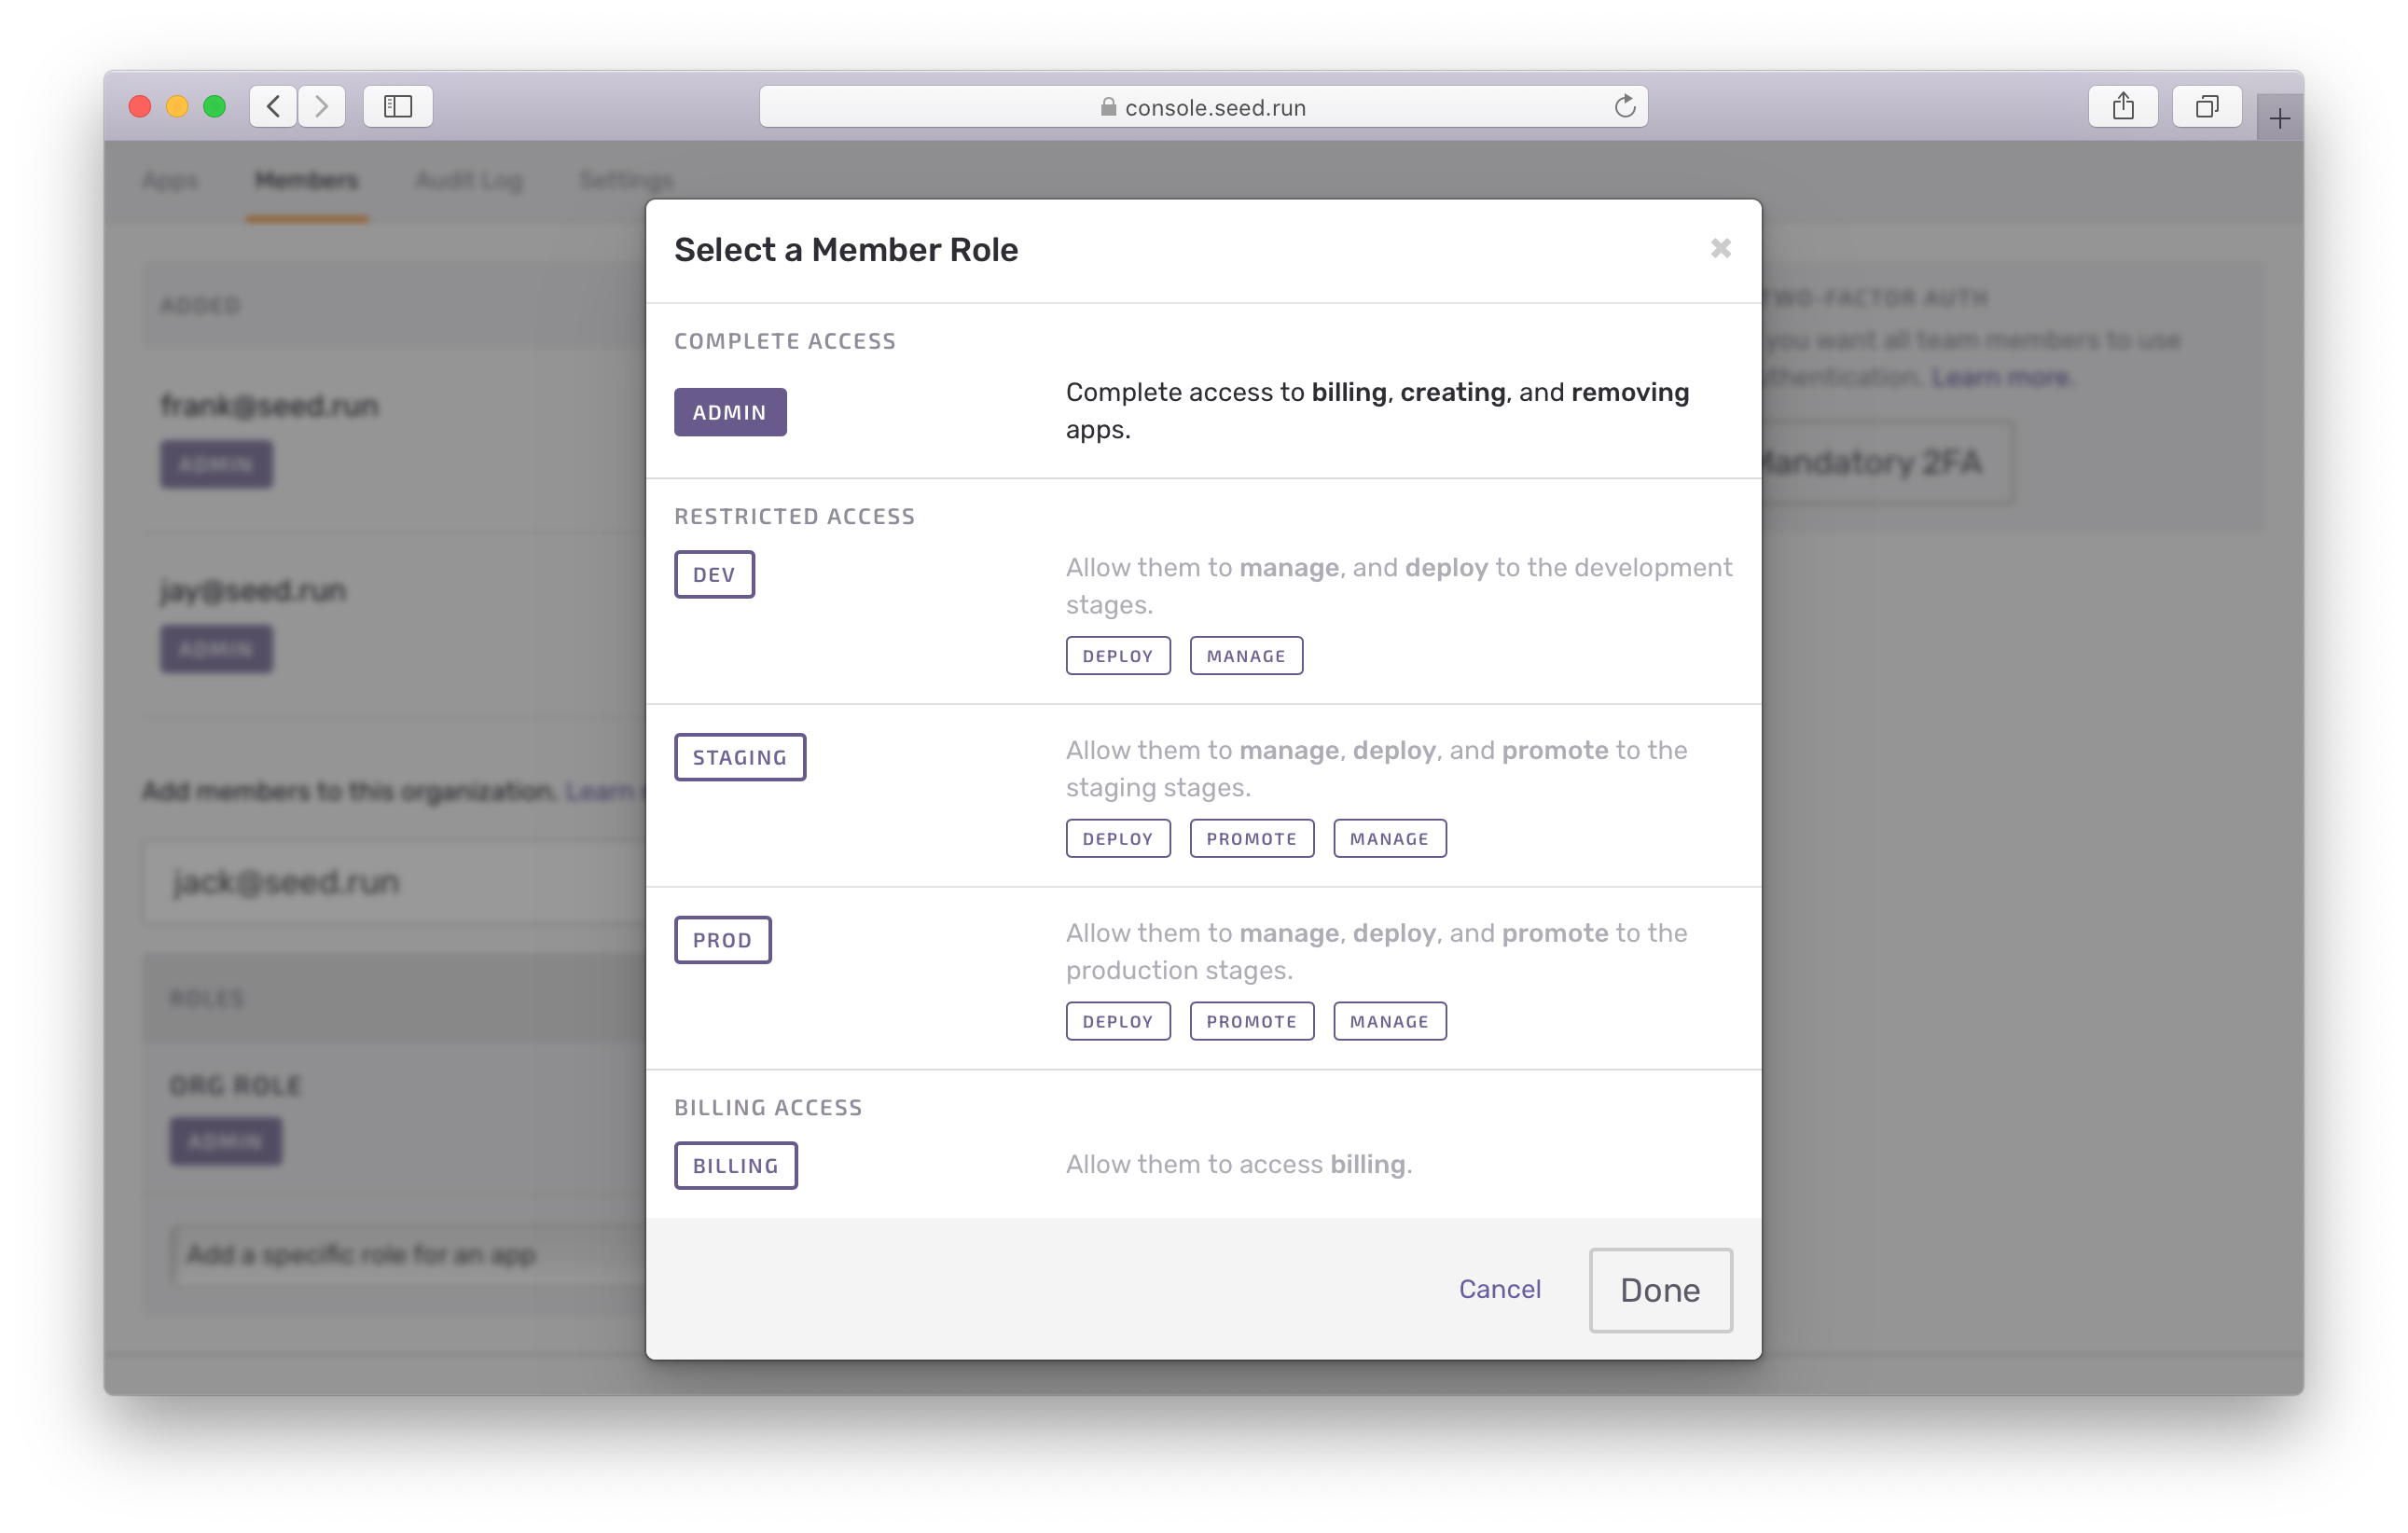 console.seed.run
Apps Members Audit Log Settings
Select a Member Role
COMPLETE ACCESS
ADMIN
Complete access to billing, creating, and removing
apps.
RESTRICTED ACCESS
DEV
Allow them to manage, and deploy to the development
stages.
DEPLOY MANAGE
STAGING
Allow them to manage, deploy, and promote to the
staging stages.
DEPLOY PROMOTE MANAGE
PROD
Allow them to manage, deploy, and promote to the
production stages.
DEPLOY PROMOTE MANAGE
BILLING ACCESS
BILLING
Allow them to access billing.
Cancel Done
ADDED
frank@seed.run
ADMIN
jay@seed.run
ADMIN
Add members to this organization. Learn
jack@seed.run
ROLES
ORG ROLE
ADMIN
Add a specific role for an app
TWO-FACTOR AUTH
you want all team members to use
Learn more.
Mandatory 2FA